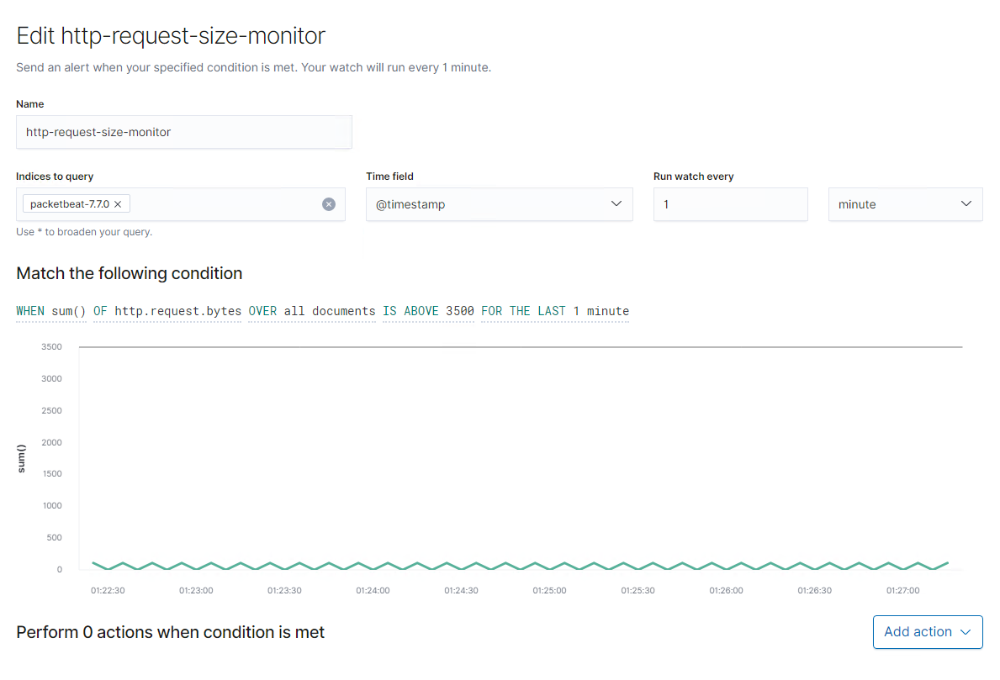 Edit http-request-size-monitor
Send an alert when your specified condition is met. Your watch will run every 1 minute.
Name
http-request-size-monitor
Indices to query
Time field
Run watch every
packetbeat-7.7.0
@timestamp
1
minute
Use * to broaden your query.
Match the following condition
WHEN sum() OF http.request.bytes OVER all documents IS ABOVE 3500 FOR THE LAST 1 minute
3500
3000
2500
2000
1500
1000
500
0
sum()
01:22:30 01:23:00 01:23:30 01:24:00 01:24:30 01:25:00 01:25:30 01:26:00 01:26:30 01:27:00
Perform 0 actions when condition is met
Add action